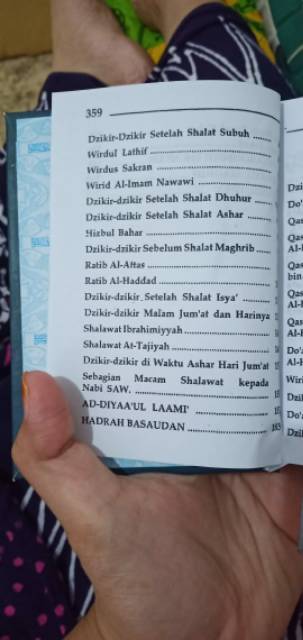 359
Dzikir-Dzikir Setelah Shalat Subuh ........
Wirdul Lathif ........
Wirdus Sakran ........
Wirid Al-Imam Nawawi ........
Dzikir-dzikir Setelah Shalat Dhuhur ........
Dzikir-dzikir Setelah Shalat Ashar ........
Hizbul Bahar ........
Dzikir-dzikir Sebelum Shalat Maghrib ........
Ratib Al-Attas ........
Ratib Al-Haddad ........
Dzikir-dzikir Setelah Shalat Isya' ........
Dzikir-dzikir Malam Jum'at dan Harinya
Shalawat Ibrahimiyyah ........
Shalawat At-Tajiyah ........
Dzikir-dzikir di Waktu Ashar Hari Jum'at
Sebagian Macam Shalawat kepada
Nabi SAW. ........
AD-DIYAA'UL LAAMI' ........
HADRAH BASAUDAN ........